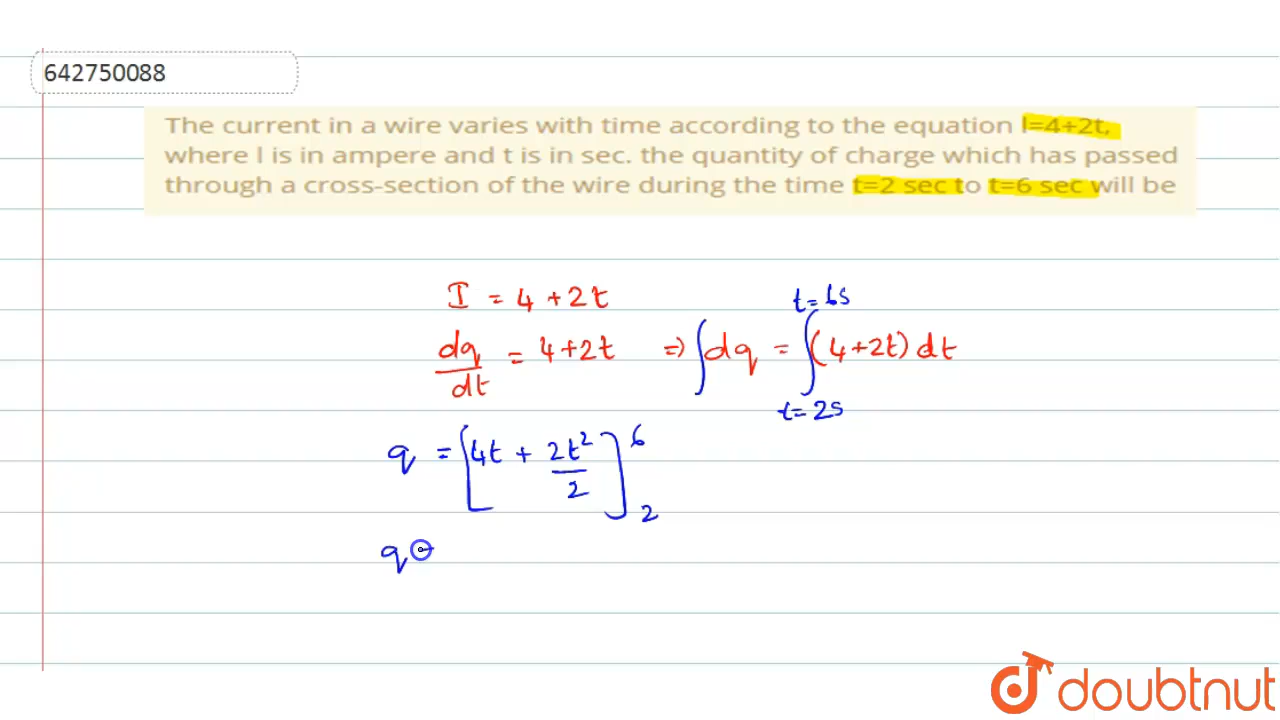 642750088
The current in a wire varies with time according to the equation I=4+2t,
where I is in ampere and t is in sec. the quantity of charge which has passed
through a cross-section of the wire during the time t=2 sec to t=6 sec will be
I = 4 + 2t
dq/dt = 4+2t ⇒ ∫dq = ∫_{t=2s}^{t=6s} (4+2t) dt
q = [4t + 2t²/2]₂⁶
q
doubtnut